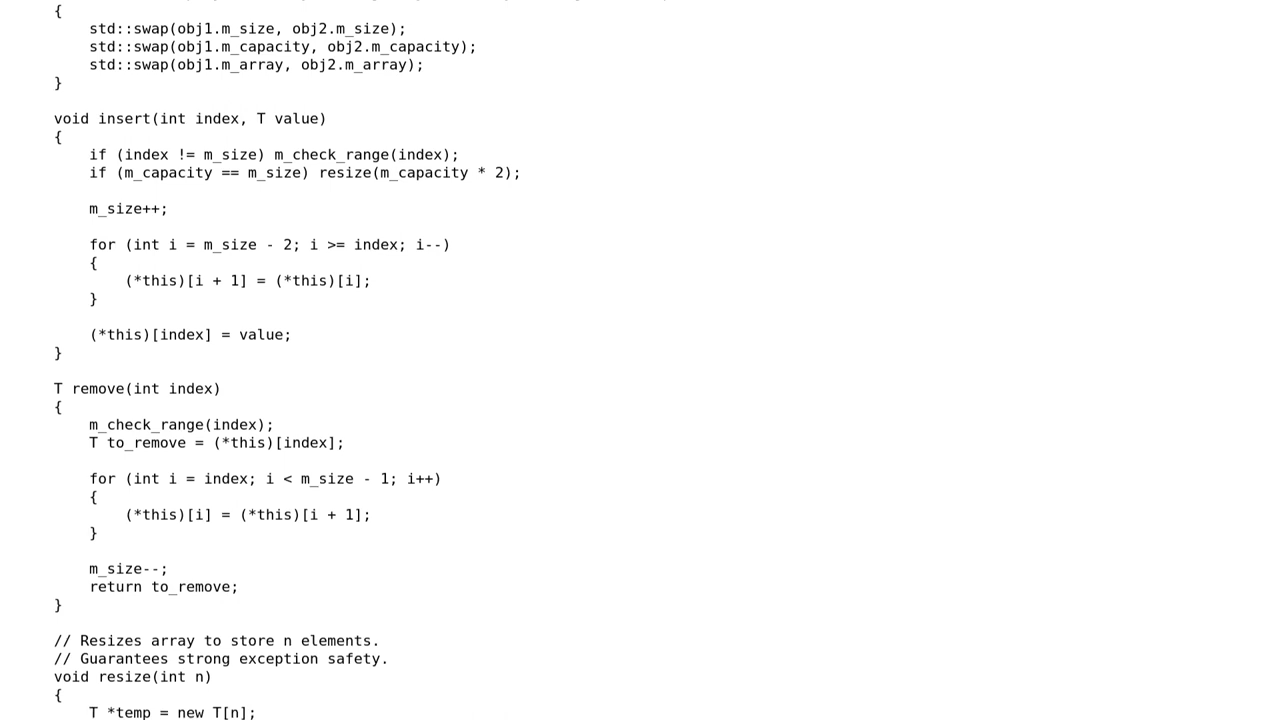 {
    std::swap(obj1.m_size, obj2.m_size);
    std::swap(obj1.m_capacity, obj2.m_capacity);
    std::swap(obj1.m_array, obj2.m_array);
}

void insert(int index, T value)
{
    if (index != m_size) m_check_range(index);
    if (m_capacity == m_size) resize(m_capacity * 2);

    m_size++;

    for (int i = m_size - 2; i >= index; i--)
    {
        (*this)[i + 1] = (*this)[i];
    }

    (*this)[index] = value;
}

T remove(int index)
{
    m_check_range(index);
    T to_remove = (*this)[index];

    for (int i = index; i < m_size - 1; i++)
    {
        (*this)[i] = (*this)[i + 1];
    }

    m_size--;
    return to_remove;
}

// Resizes array to store n elements.
// Guarantees strong exception safety.
void resize(int n)
{
    T *temp = new T[n];